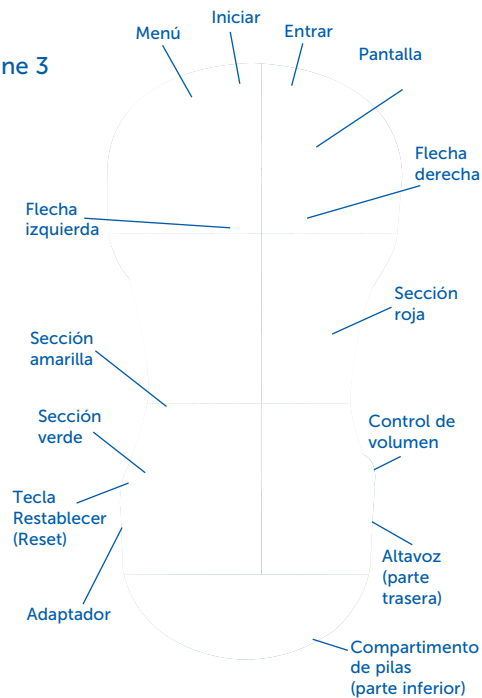 Iniciar
Menú
Entrar
Pantalla
ne 3
Flecha
derecha
Flecha
izquierda
Sección
roja
Sección
amarilla
Sección
verde
Control de
volumen
Tecla
Restablecer
(Reset)
Altavoz
(parte
trasera)
Adaptador
Compartimento
de pilas
(parte inferior)